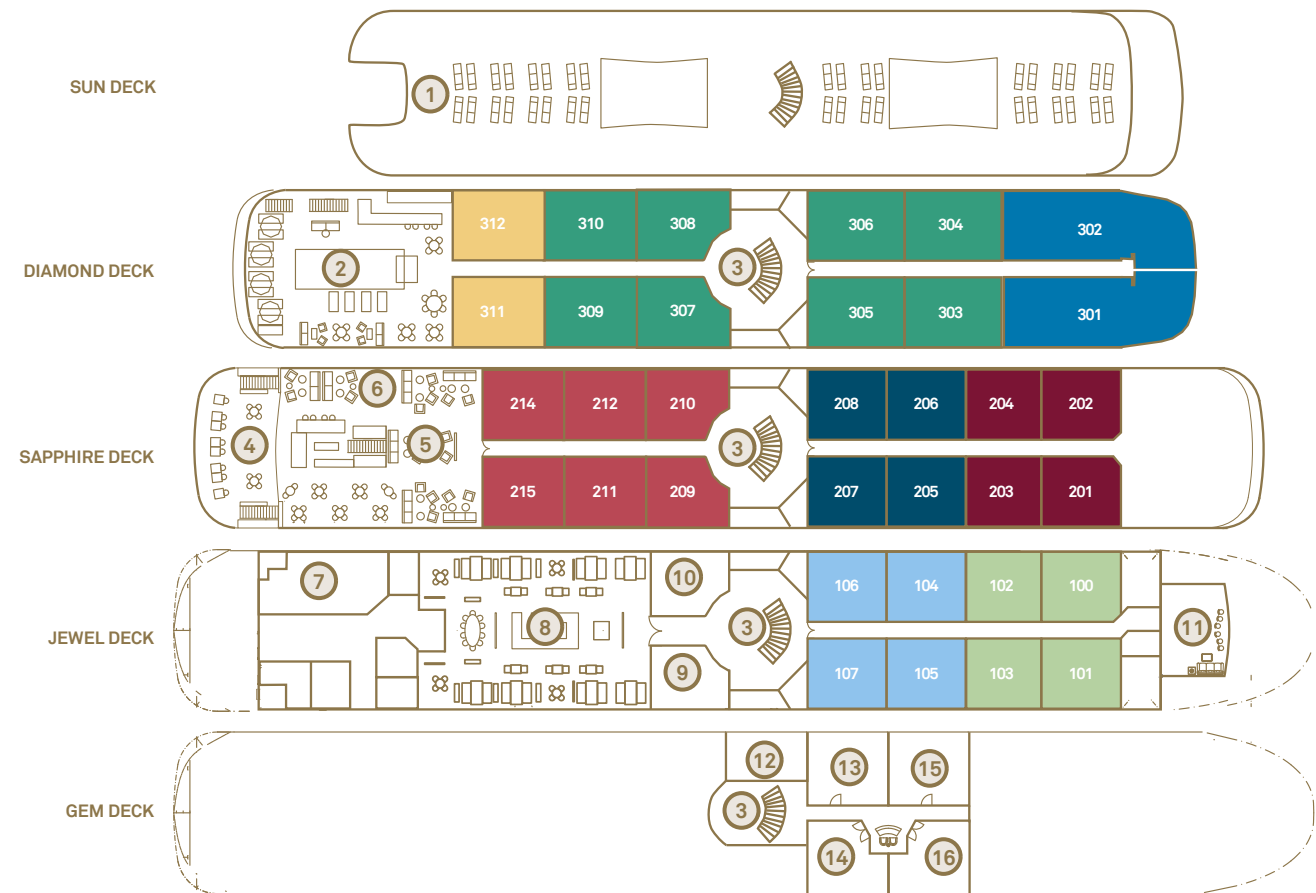 SUN DECK
1
DIAMOND DECK
312 310 308 306 304 302
2 3
311 309 307 305 303 301
SAPPHIRE DECK
6
214 212 210 208 206 204 202
4 5 3
215 211 209 207 205 203 201
JEWEL DECK
7 10 106 104 102 100
8 3 11
9 107 105 103 101
GEM DECK
12 13 15
3
14 16